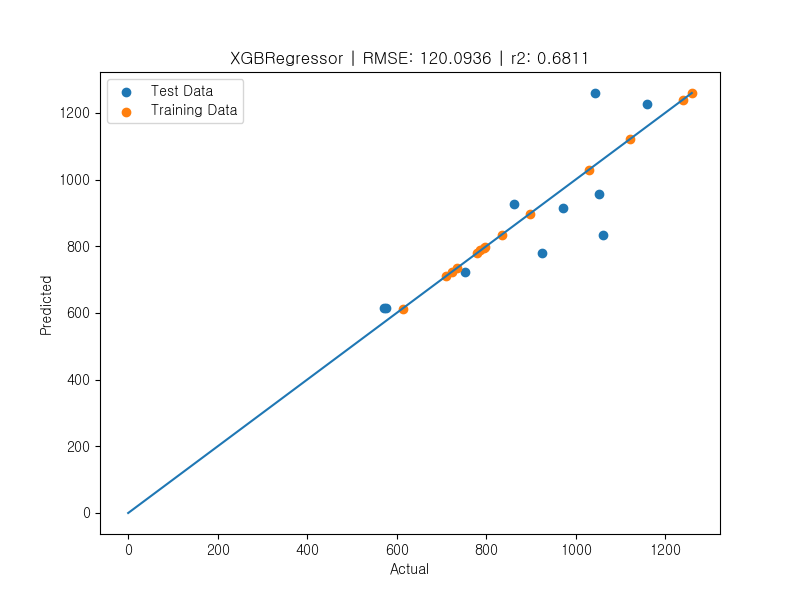 XGBRegressor | RMSE: 120.0936 | r2: 0.6811
Test Data
Training Data
1200
1000
800
600
400
200
0
Predicted
0 200 400 600 800 1000 1200
Actual